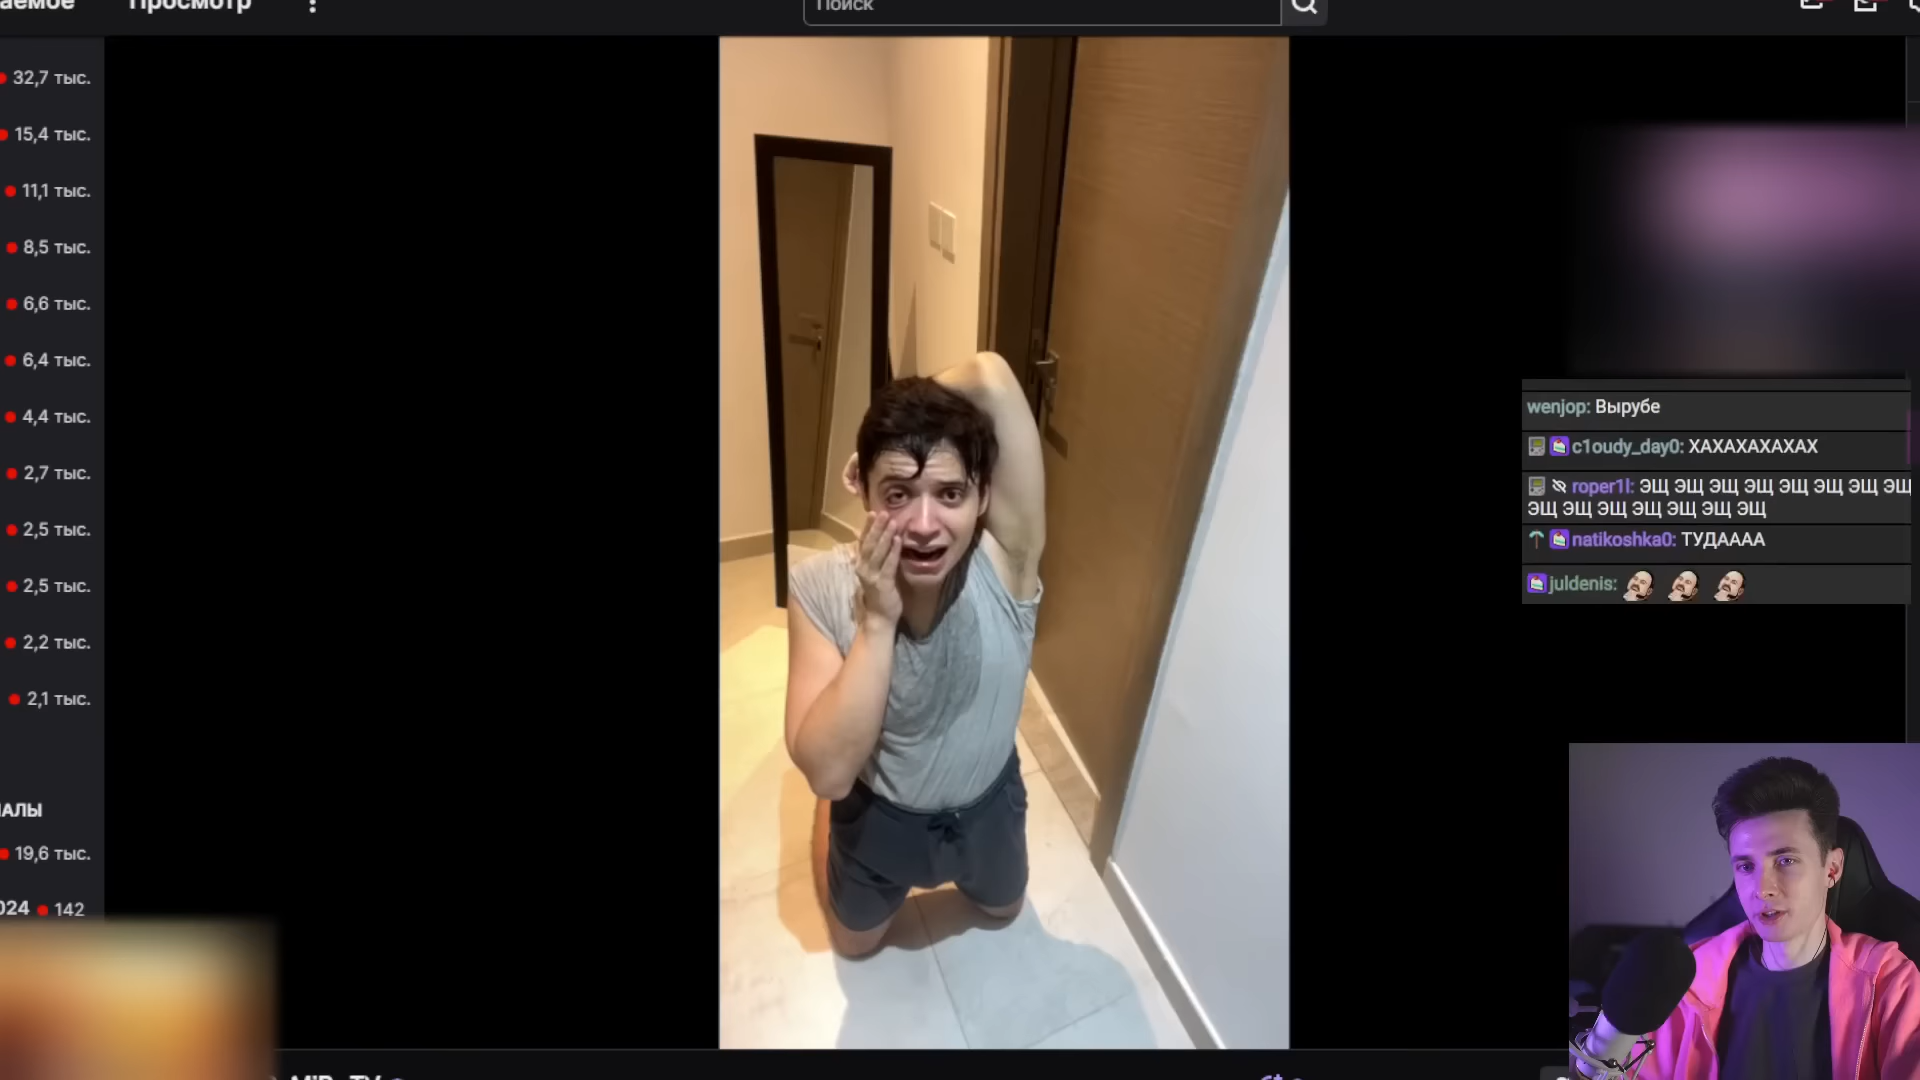 Просмотр
Поиск
32,7 тыс.
15,4 тыс.
11,1 тыс.
8,5 тыс.
6,6 тыс.
6,4 тыс.
4,4 тыс.
2,7 тыс.
2,5 тыс.
2,5 тыс.
2,2 тыс.
2,1 тыс.
19,6 тыс.
024 142
wenjop: Вырубе
c1oudy_day0: ХАХАХАХАХАХ
roper1l: ЭЩ ЭЩ ЭЩ ЭЩ ЭЩ ЭЩ ЭЩ ЭЩ
ЭЩ ЭЩ ЭЩ ЭЩ ЭЩ ЭЩ ЭЩ
natikoshka0: ТУДАААА
juldenis: